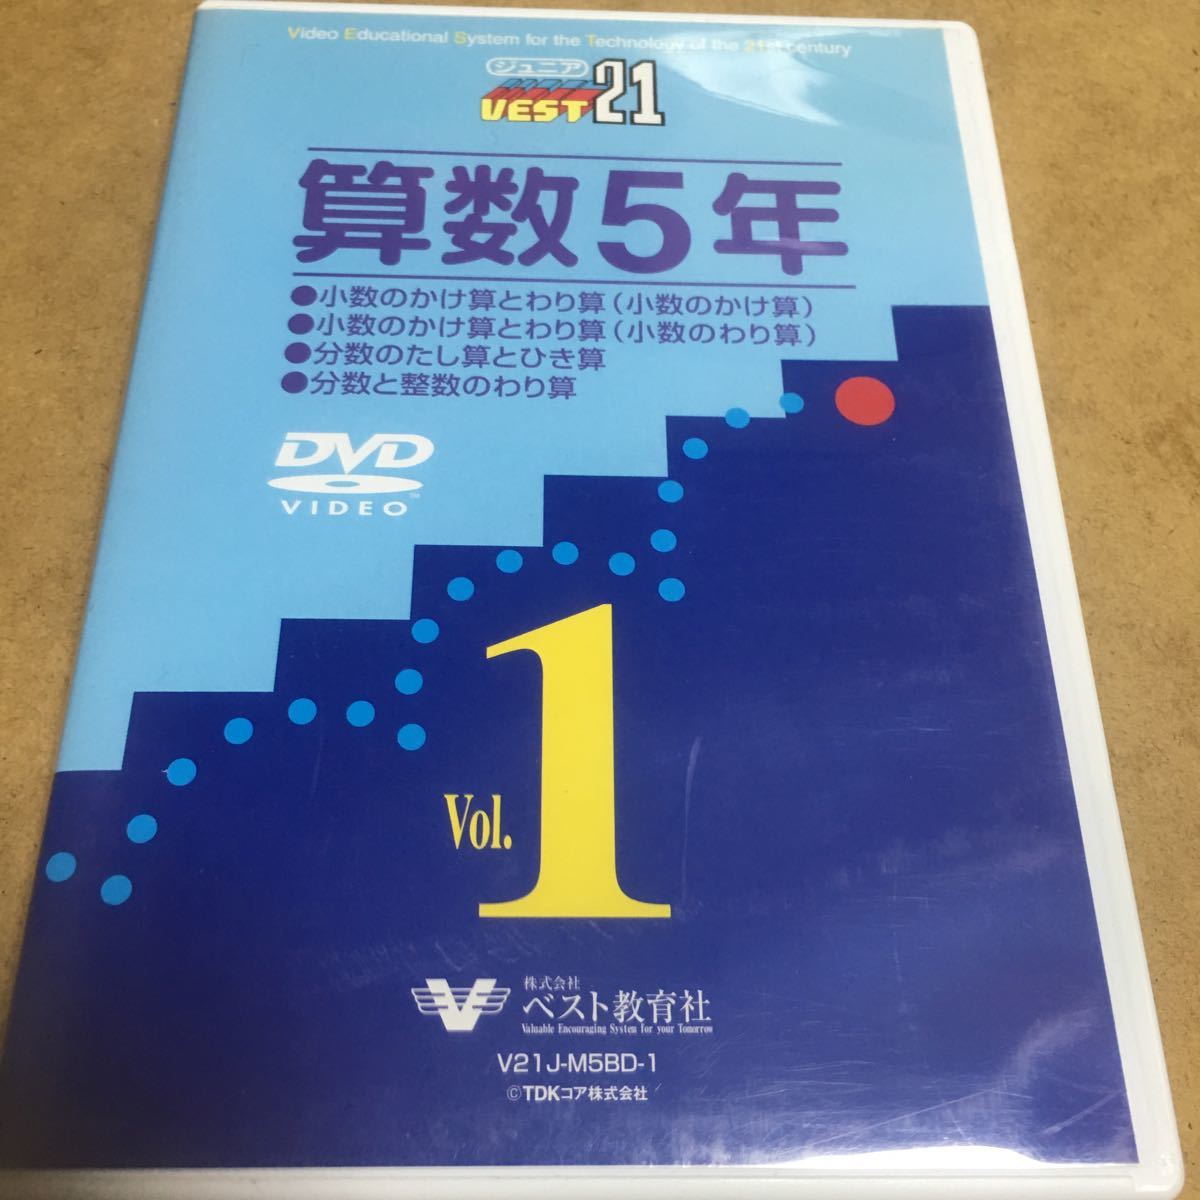 Video Educational System for the Technology of the 21st century
ジュニア
VEST21
算数5年
●小数のかけ算とわり算(小数のかけ算)
●小数のかけ算とわり算(小数のわり算)
●分数のたし算とひき算
●分数と整数のわり算
DVD
VIDEO™
Vol. 1
株式会社
ベスト教育社
Valuable Encouraging System for your Tomorrow
V21J-M5BD-1
©TDKコア株式会社